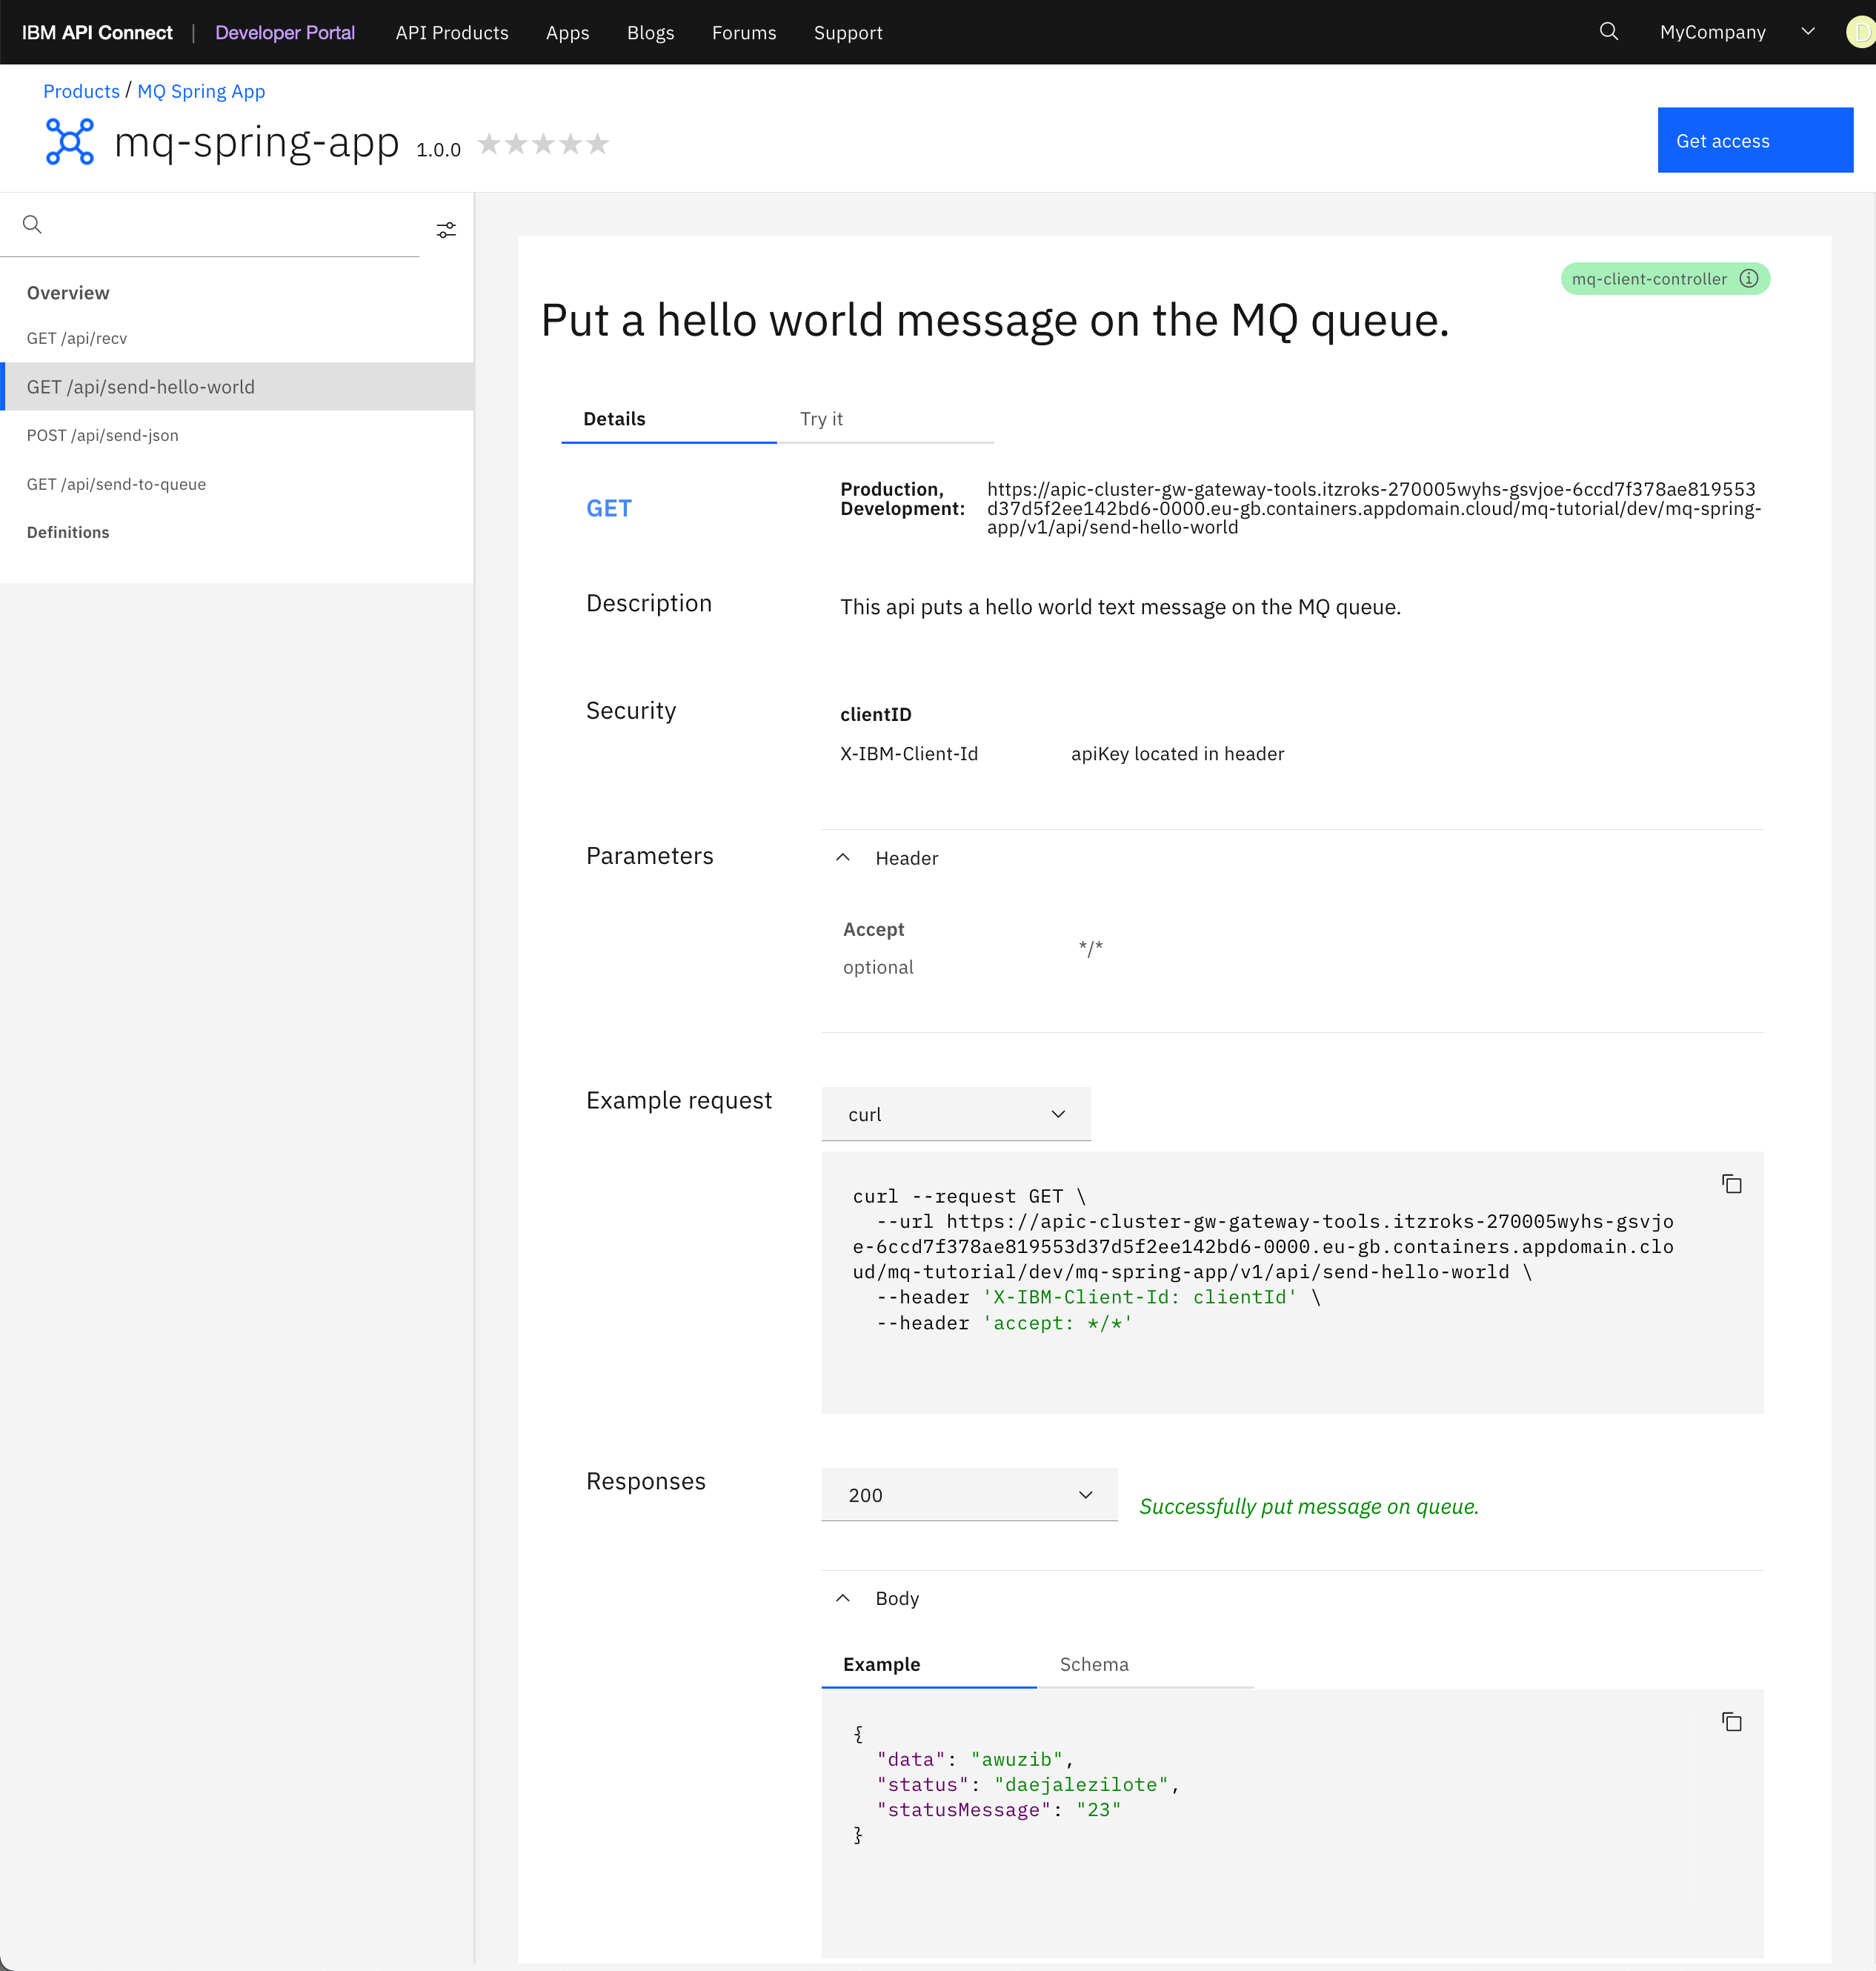 IBM API Connect | Developer Portal API Products Apps Blogs Forums Support MyCompany D
Products / MQ Spring App
mq-spring-app 1.0.0
Get access
Overview
GET /api/recv
GET /api/send-hello-world
POST /api/send-json
GET /api/send-to-queue
Definitions
mq-client-controller
Put a hello world message on the MQ queue.
Details Try it
GET
Production,
Development:
https://apic-cluster-gw-gateway-tools.itzroks-270005wyhs-gsvjoe-6ccd7f378ae819553
d37d5f2ee142bd6-0000.eu-gb.containers.appdomain.cloud/mq-tutorial/dev/mq-spring-
app/v1/api/send-hello-world
Description
This api puts a hello world text message on the MQ queue.
Security
clientID
X-IBM-Client-Id apiKey located in header
Parameters
Header
Accept
*/*
optional
Example request
curl
curl --request GET \
--url https://apic-cluster-gw-gateway-tools.itzroks-270005wyhs-gsvjo
e-6ccd7f378ae819553d37d5f2ee142bd6-0000.eu-gb.containers.appdomain.clo
ud/mq-tutorial/dev/mq-spring-app/v1/api/send-hello-world \
--header 'X-IBM-Client-Id: clientId' \
--header 'accept: */*'
Responses
200
Successfully put message on queue.
Body
Example Schema
{
"data": "awuzib",
"status": "daejalezilote",
"statusMessage": "23"
}